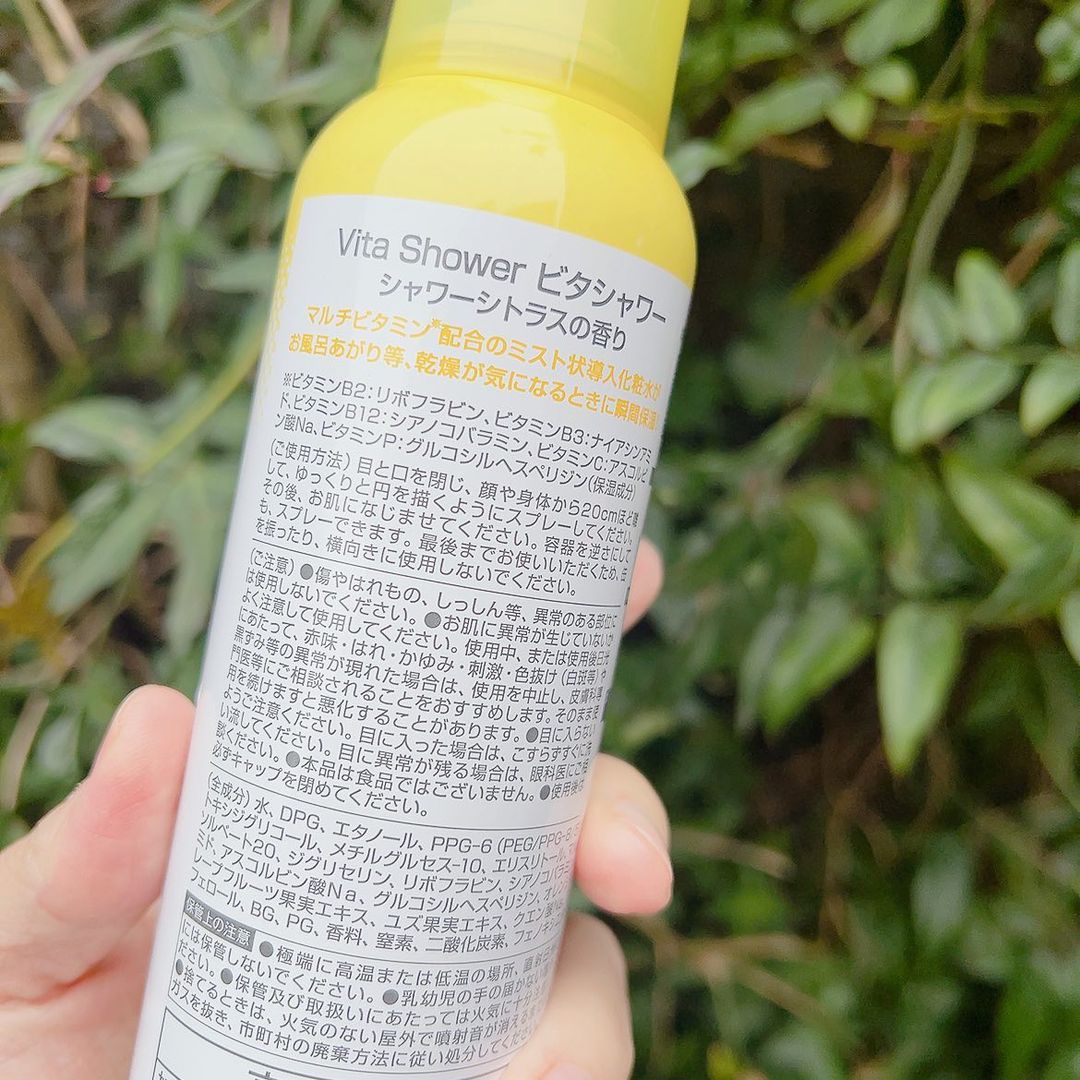 Vita Shower ビタシャワー
シャワーシトラスの香り
マルチビタミン※配合のミスト状導入化粧水が
お風呂あがり等、乾燥が気になるときに瞬間保湿!
※ビタミンB2：リボフラビン、ビタミンB3：ナイアシンアミ
ド、ビタミンB12：シアノコバラミン、ビタミンC：アスコルビ
ン酸Na、ビタミンP：グルコシルヘスペリジン(保湿成分)
(ご使用方法) 目と口を閉じ、顔や身体から20cmほど離
して、ゆっくりと円を描くようにスプレーしてください。
その後、お肌になじませてください。容器を逆さにして
も、スプレーできます。最後までお使いいただくため、缶
を振ったり、横向きに使用しないでください。
(ご注意) ●傷やはれもの、しっしん等、異常のある部位に
は使用しないでください。●お肌に異常が生じていないか
よく注意して使用してください。使用中、または使用後日光
にあたって、赤味・はれ・かゆみ・刺激・色抜け(白斑等)や
黒ずみ等の異常が現れた場合は、使用を中止し、皮膚科専
門医等にご相談されることをおすすめします。そのまま使
用を続けますと悪化することがあります。●目に入らない
ようご注意ください。目に入った場合は、こすらずすぐに洗
い流してください。目に異常が残る場合は、眼科医にご相
談ください。●本品は食品ではございません。●使用後は
必ずキャップを閉めてください。
(全成分) 水、DPG、エタノール、PPG-6 (PEG/PPG-8
トキシジグリコール、メチルグルセス-10、エリスリトール、
ソルベート20、ジグリセリン、リボフラビン、シアノコバラミ
ミド、アスコルビン酸Na、グルコシルヘスペリジン、オレ
レープフルーツ果実エキス、ユズ果実エキス、クエン酸
フェロール、BG、PG、香料、窒素、二酸化炭素、フェノキシ
保管上の注意 ●極端に高温または低温の場所、直射日
には保管しないでください。●乳幼児の手の届かない
ださい。●保管及び取扱いにあたっては火気に十分
●捨てるときは、火気のない屋外で噴射音が消える
ガスを抜き、市町村の廃棄方法に従い処分してくだ